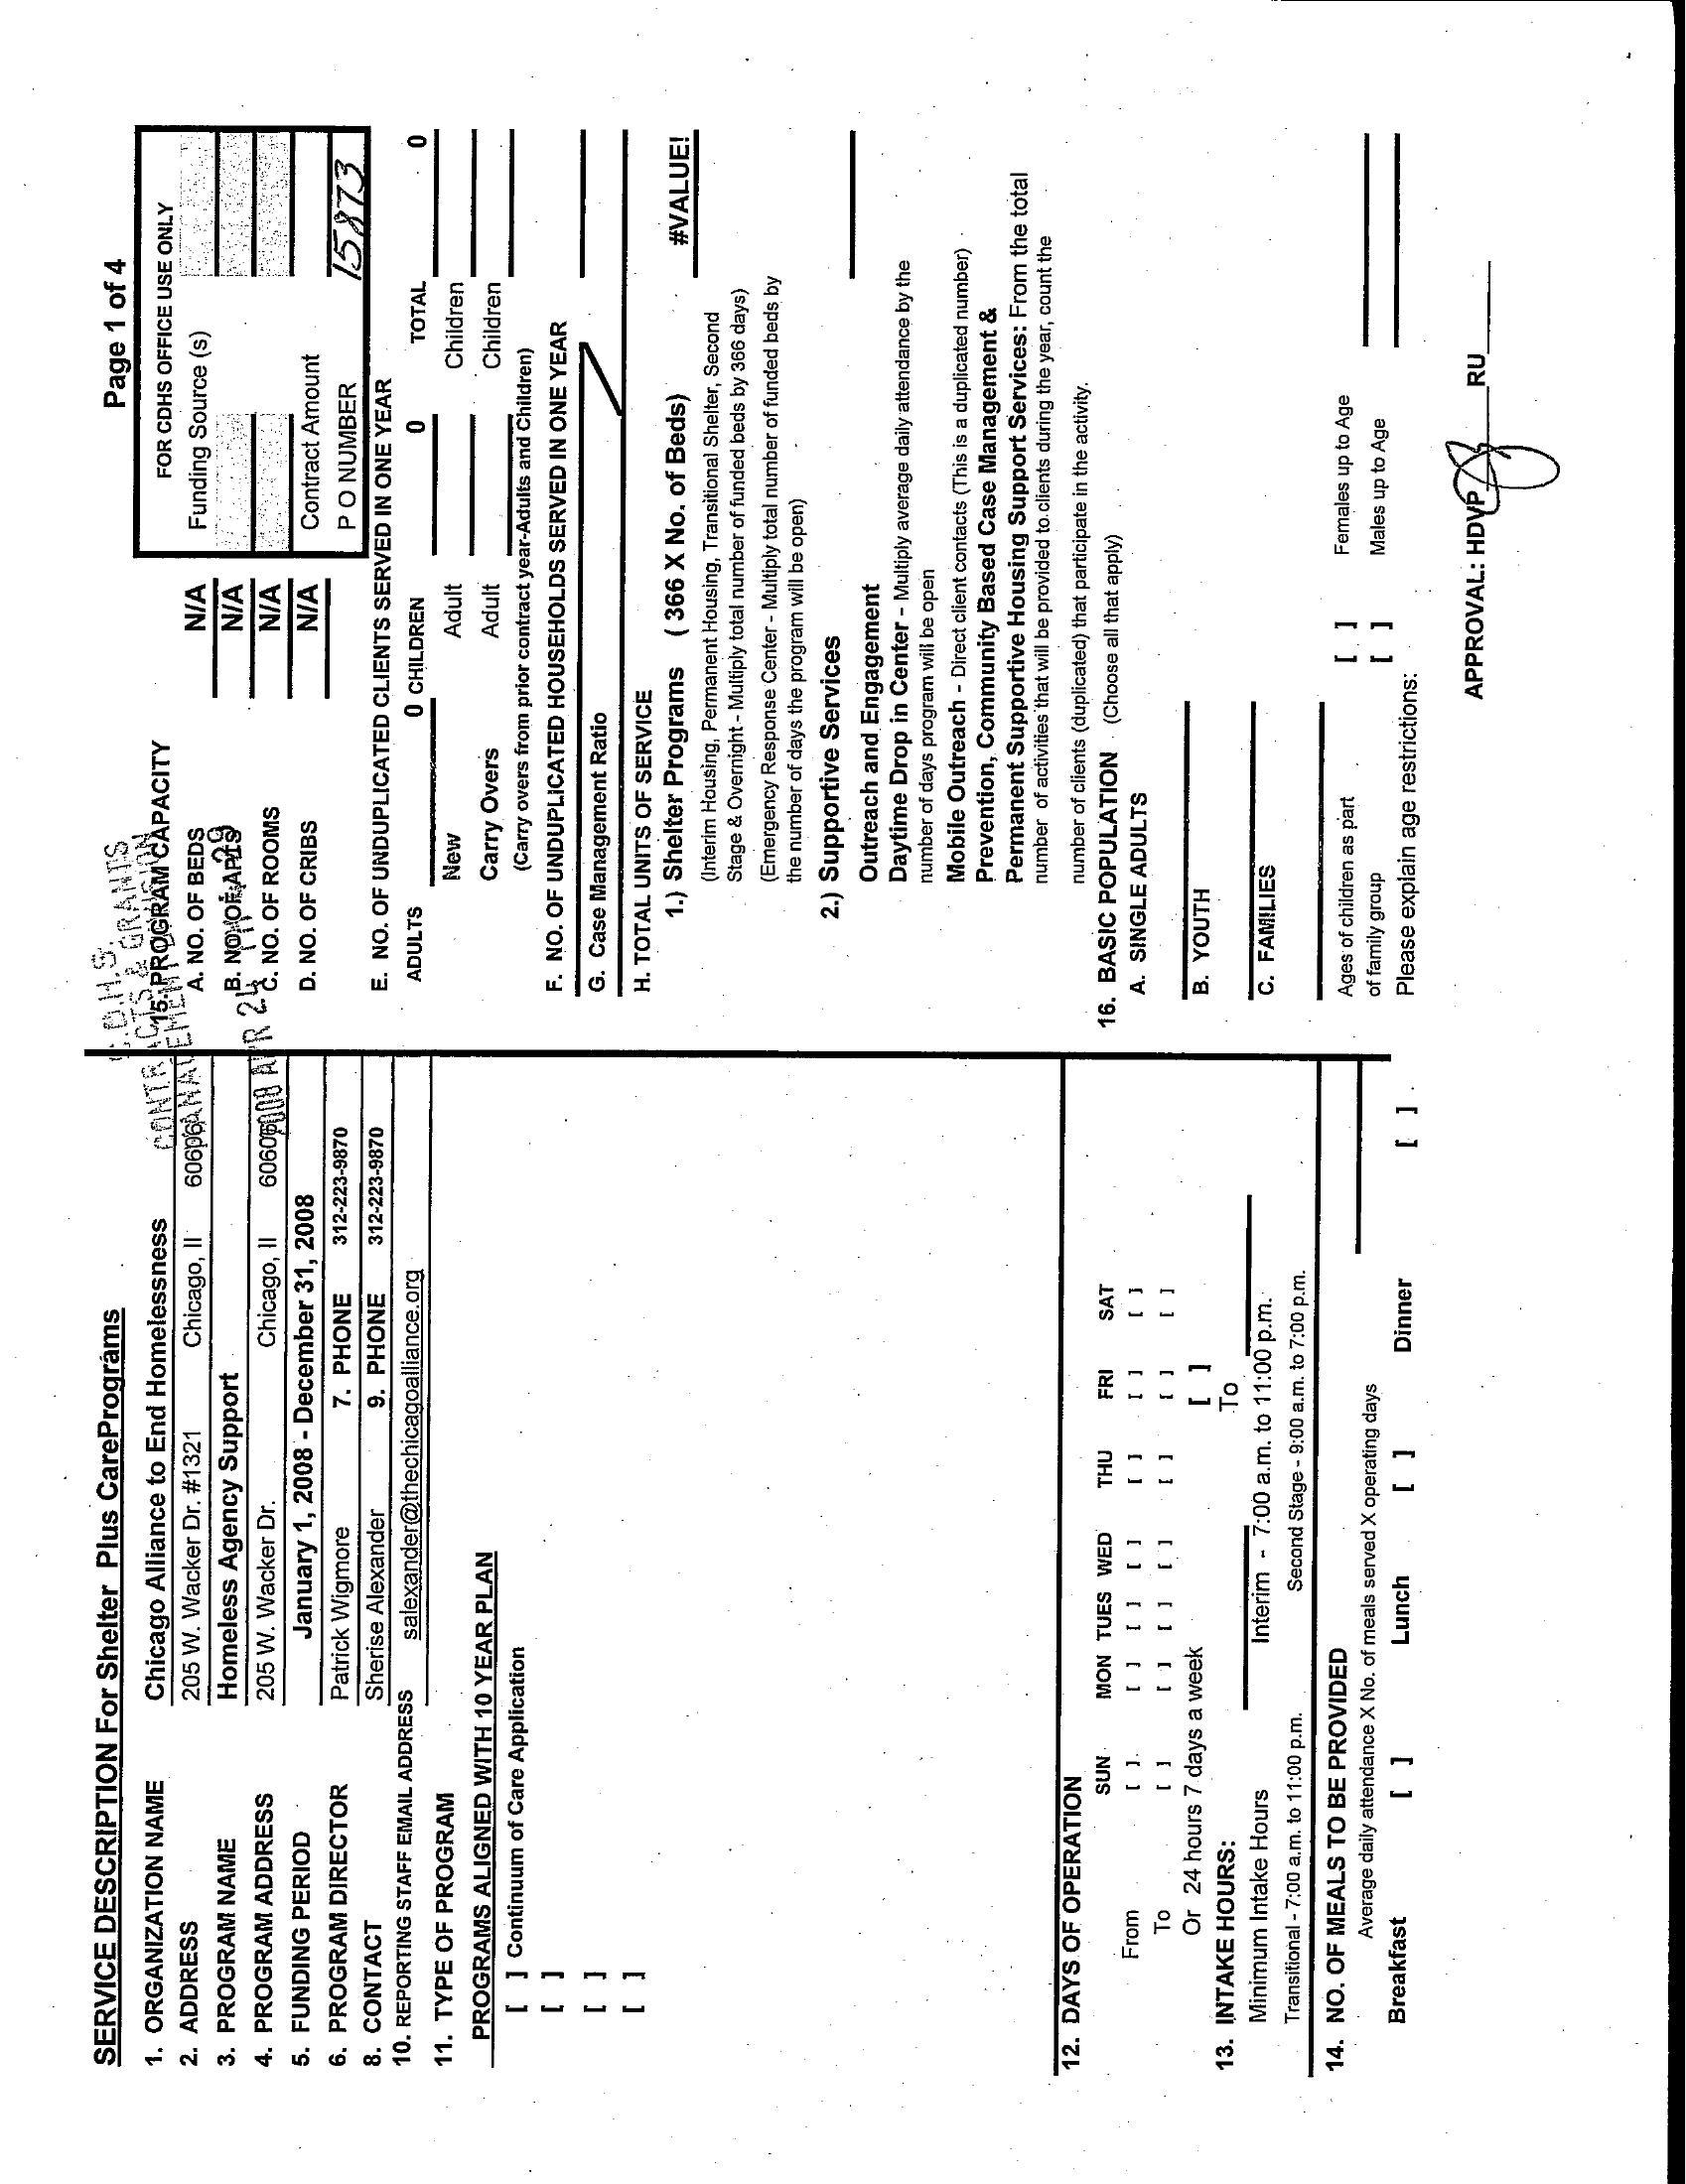 SERVICE DESCRIPTION For Shelter Plus CarePrograms
1. ORGANIZATION NAME Chicago Alliance to End Homelessness
2. ADDRESS 205 W. Wacker Dr. #1321 Chicago, Il
3. PROGRAM NAME Homeless Agency Support
4. PROGRAM ADDRESS 205 W. Wacker Dr. Chicago, Il
5. FUNDING PERIOD January 1, 2008 - December 31, 2008
6. PROGRAM DIRECTOR Patrick Wigmore 7. PHONE 312-223-9870
8. CONTACT Sherise Alexander 9. PHONE 312-223-9870
10. REPORTING STAFF EMAIL ADDRESS salexander@thechicagoalliance.org
11. TYPE OF PROGRAM
PROGRAMS ALIGNED WITH 10 YEAR PLAN
[ ] Continuum of Care Application
[ ]
[ ]
[ ]
12. DAYS OF OPERATION
SUN MON TUES WED THU FRI SAT
From [ ] [ ] [ ] [ ] [ ] [ ] [ ]
To [ ] [ ] [ ] [ ] [ ] [ ] [ ]
Or 24 hours 7 days a week [ ]
13. INTAKE HOURS: To
Minimum Intake Hours Interim - 7:00 a.m. to 11:00 p.m.
Transitional - 7:00 a.m. to 11:00 p.m. Second Stage - 9:00 a.m. to 7:00 p.m.
14. NO. OF MEALS TO BE PROVIDED
Average daily attendance X No. of meals served X operating days
Breakfast [ ] Lunch [ ] Dinner [ ]
Page 1 of 4
FOR CDHS OFFICE USE ONLY
Funding Source (s)
Contract Amount
P O NUMBER 15873
15. PROGRAM CAPACITY
A. NO. OF BEDS N/A
B. NO. OF APTS N/A
C. NO. OF ROOMS N/A
D. NO. OF CRIBS N/A
E. NO. OF UNDUPLICATED CLIENTS SERVED IN ONE YEAR
ADULTS 0 CHILDREN 0 TOTAL 0
New Adult Children
Carry Overs Adult Children
(Carry overs from prior contract year-Adults and Children)
F. NO. OF UNDUPLICATED HOUSEHOLDS SERVED IN ONE YEAR
G. Case Management Ratio
H. TOTAL UNITS OF SERVICE
1.) Shelter Programs ( 366 X No. of Beds) #VALUE!
(Interim Housing, Permanent Housing, Transitional Shelter, Second
Stage & Overnight - Multiply total number of funded beds by 366 days)
(Emergency Response Center - Multiply total number of funded beds by
the number of days the program will be open)
2.) Supportive Services
Outreach and Engagement
Daytime Drop in Center - Multiply average daily attendance by the
number of days program will be open
Mobile Outreach - Direct client contacts (This is a duplicated number)
Prevention, Community Based Case Management &
Permanent Supportive Housing Support Services: From the total
number of activities that will be provided to clients during the year, count the
number of clients (duplicated) that participate in the activity.
16. BASIC POPULATION (Choose all that apply)
A. SINGLE ADULTS
B. YOUTH
C. FAMILIES
Ages of children as part [ ] Females up to Age
of family group [ ] Males up to Age
Please explain age restrictions:
APPROVAL: HDVP RU